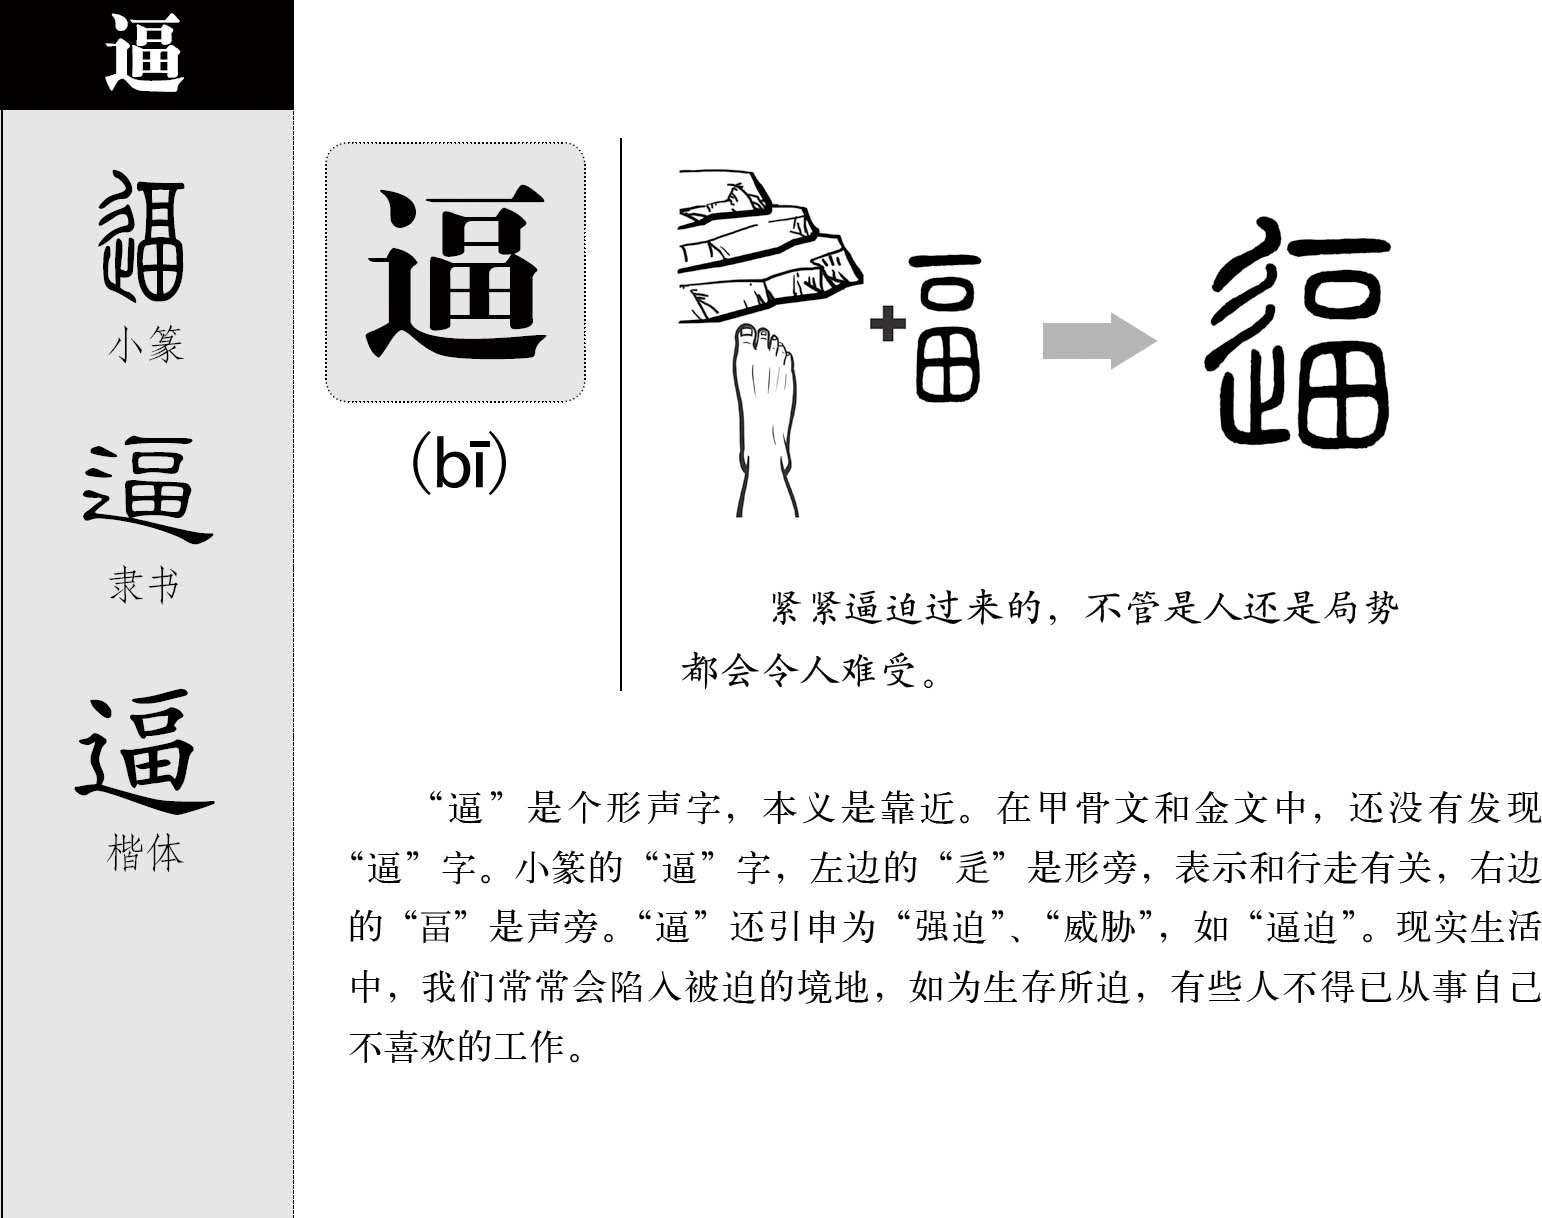 逼
逼
小篆
逼
隶书
逼
楷体
逼
(bī)
畐
逼
紧紧逼迫过来的，不管是人还是局势
都会令人难受。
“逼”是个形声字，本义是靠近。在甲骨文和金文中，还没有发现
“逼”字。小篆的“逼”字，左边的“辵”是形旁，表示和行走有关，右边
的“畐”是声旁。“逼”还引申为“强迫”、“威胁”，如“逼迫”。现实生活
中，我们常常会陷入被迫的境地，如为生存所迫，有些人不得已从事自己
不喜欢的工作。